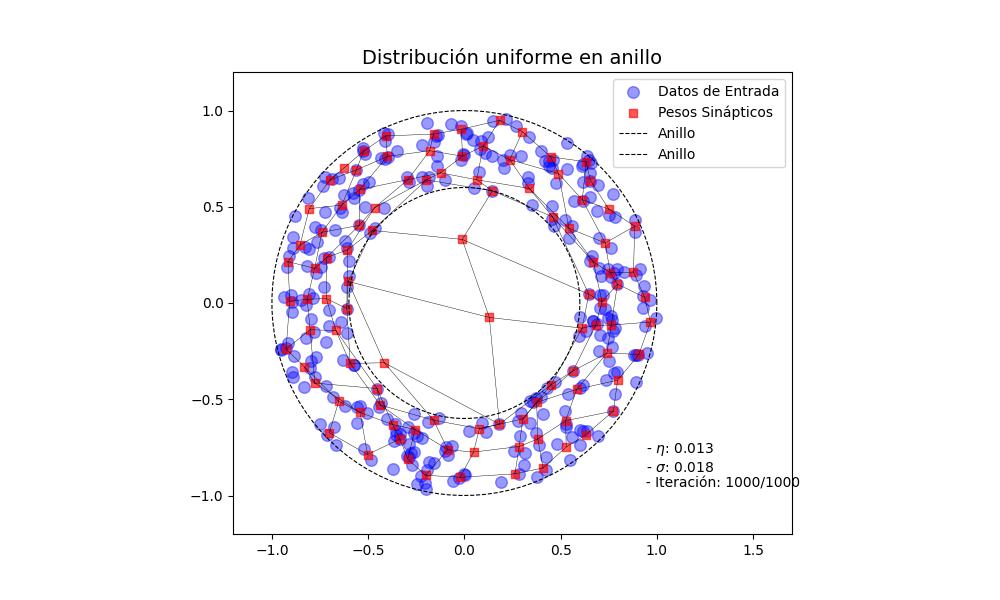 Distribución uniforme en anillo
Datos de Entrada
Pesos Sinápticos
Anillo
Anillo
1.0
0.5
0.0
−0.5
−1.0
- η: 0.013
- σ: 0.018
- Iteración: 1000/1000
−1.0 −0.5 0.0 0.5 1.0 1.5